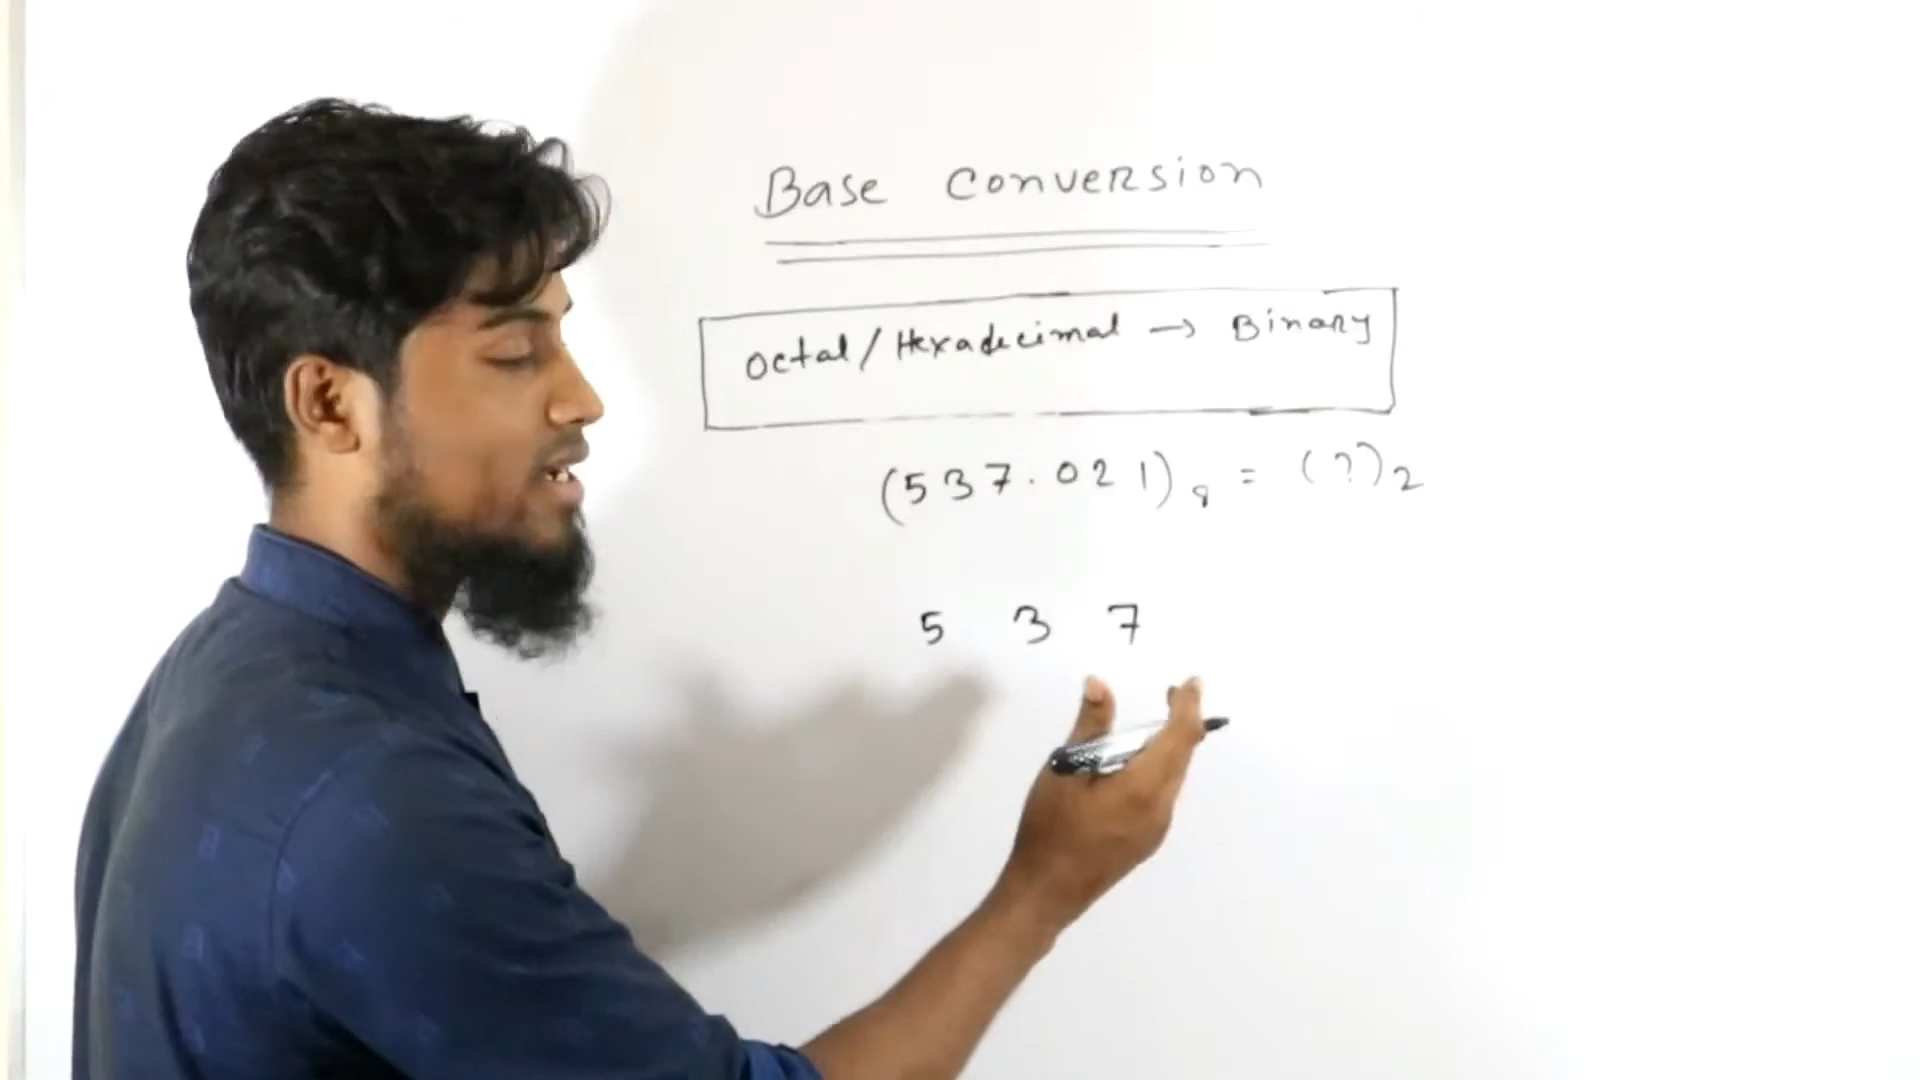 Base Conversion
Octal/Hexadecimal → Binary
(537.021)₈ = (?)₂
5 3 7